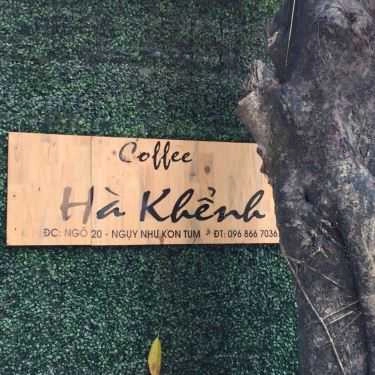 Coffee
Hà Khểnh
ĐC: NGÕ 20 - NGỤY NHƯ KON TUM * ĐT: 096 866 7036